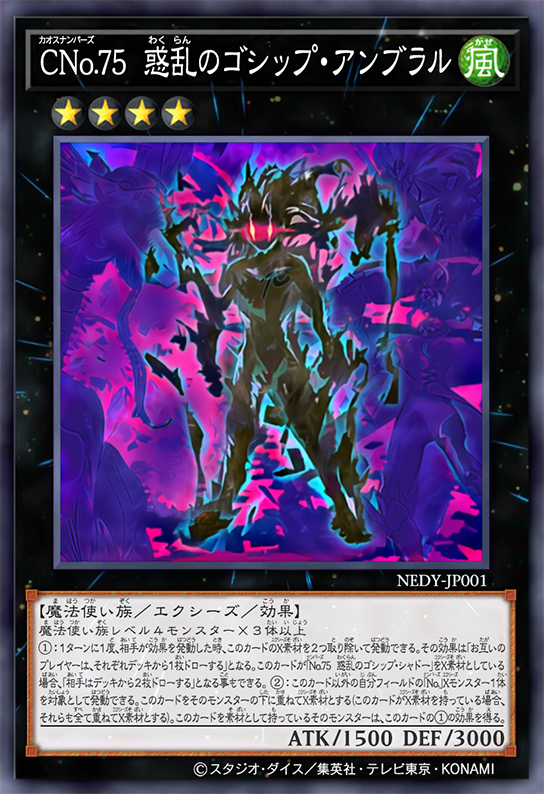 カオスナンバーズ わくらん
CNo.75 惑乱のゴシップ・アンブラル
かぜ
風
NEDY-JP001
【魔法使い族/エクシーズ/効果】
魔法使い族レベル4モンスター×3体以上
①:1ターンに1度、相手が効果を発動した時、このカードのX素材を2つ取り除いて発動できる。その効果は「お互いの
プレイヤーは、それぞれデッキから1枚ドローする」となる。このカードが「No.75 惑乱のゴシップ・シャドー」をX素材としている
場合、「相手はデッキから2枚ドローする」となる事もできる。②:このカード以外の自分フィールドの「No.」Xモンスター1体
を対象として発動できる。このカードをそのモンスターの下に重ねてX素材とする(このカードがX素材を持っている場合、
それらも全て重ねてX素材とする)。このカードを素材として持っているそのモンスターは、このカードの①の効果を得る。
ATK/1500 DEF/3000
©スタジオ・ダイス/集英社・テレビ東京・KONAMI